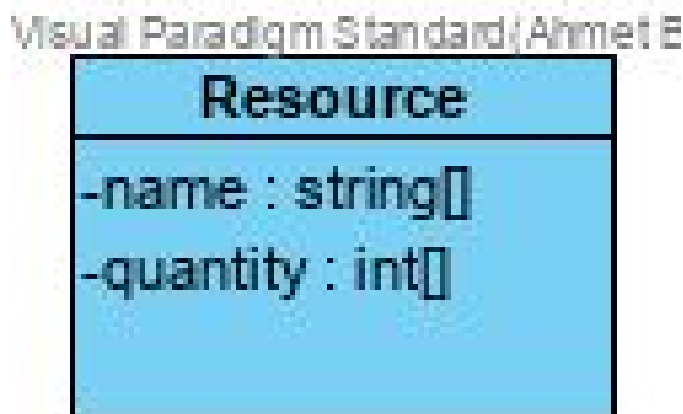 Visual Paradigm Standard(Ahmet B
Resource
-name : string[]
-quantity : int[]